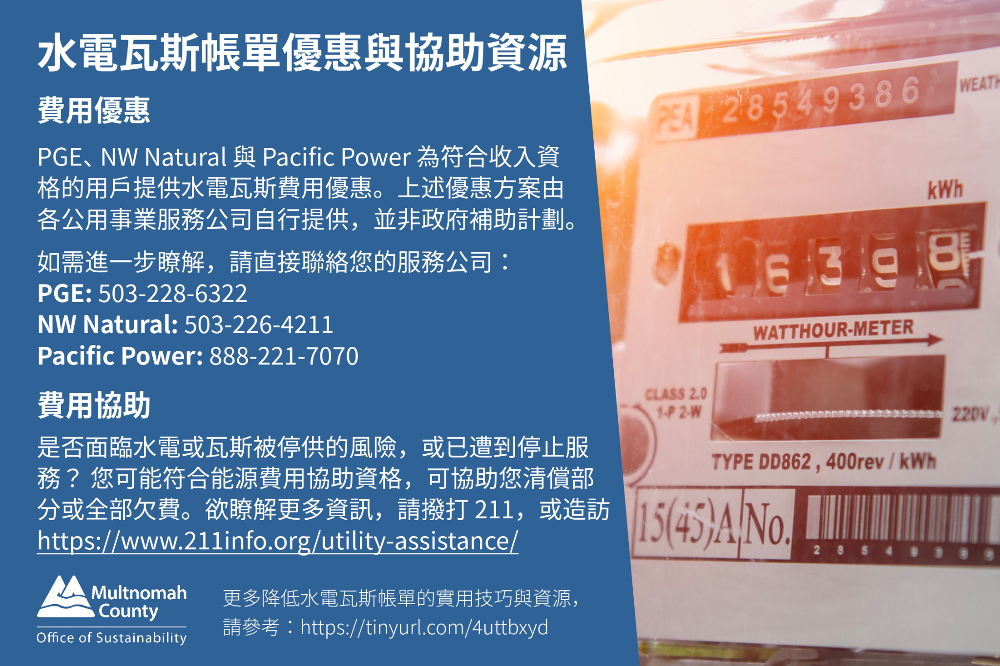 水電瓦斯帳單優惠與協助資源
費用優惠
PGE、NW Natural 與 Pacific Power 為符合收入資
格的用戶提供水電瓦斯費用優惠。上述優惠方案由
各公用事業服務公司自行提供，並非政府補助計劃。
如需進一步瞭解，請直接聯絡您的服務公司：
PGE: 503-228-6322
NW Natural: 503-226-4211
Pacific Power: 888-221-7070
費用協助
是否面臨水電或瓦斯被停供的風險，或已遭到停止服
務？ 您可能符合能源費用協助資格，可協助您清償部
分或全部欠費。欲瞭解更多資訊，請撥打 211，或造訪
https://www.211info.org/utility-assistance/
Multnomah
County
Office of Sustainability
更多降低水電瓦斯帳單的實用技巧與資源，
請參考：https://tinyurl.com/4uttbxyd
PEA 28549386
kWh
16398
WATTHOUR-METER
CLASS 2.0
1-P 2-W
220V,
TYPE DD862 , 400rev / kWh
15(45)A No.